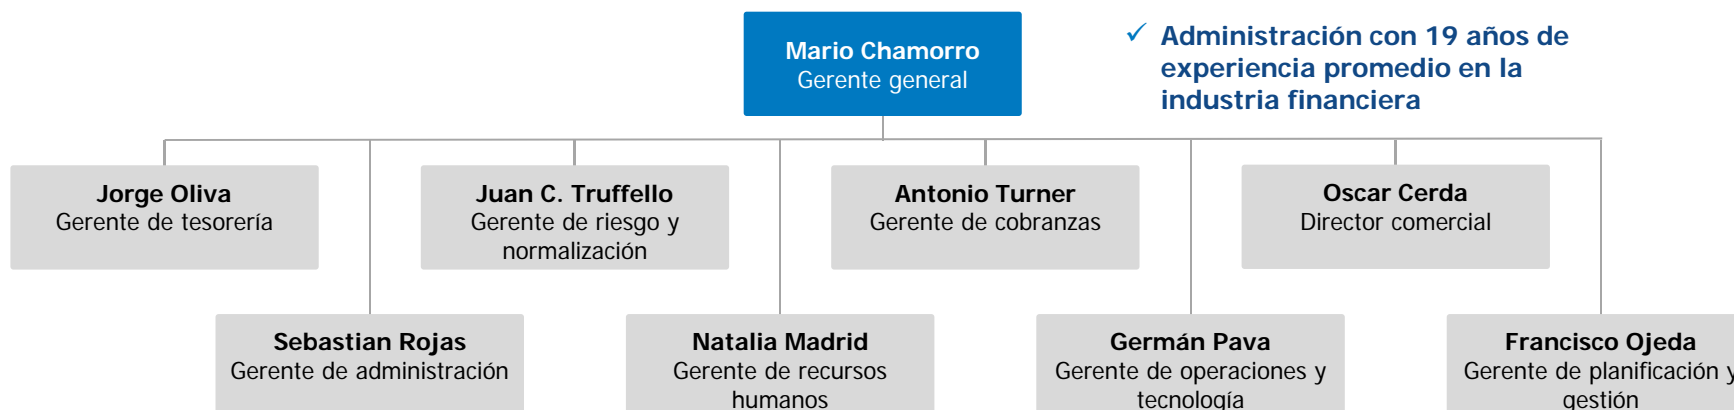 Mario Chamorro
Gerente general
✓ Administración con 19 años de
experiencia promedio en la
industria financiera
Jorge Oliva
Gerente de tesorería
Juan C. Truffello
Gerente de riesgo y
normalización
Antonio Turner
Gerente de cobranzas
Oscar Cerda
Director comercial
Sebastian Rojas
Gerente de administración
Natalia Madrid
Gerente de recursos
humanos
Germán Pava
Gerente de operaciones y
tecnología
Francisco Ojeda
Gerente de planificación y
gestión